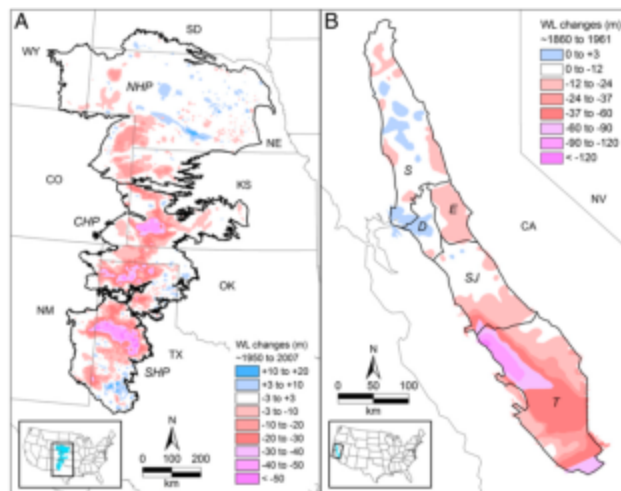 A
SD
WY
NHP
NE
CO
KS
CHP
OK
NM
TX
SHP
WL changes (m)
~1950 to 2007
+10 to +20
+3 to +10
-3 to +3
-3 to -10
-10 to -20
-20 to -30
-30 to -40
-40 to -50
< -50
N
0 100 200
km
B
WL changes (m)
~1860 to 1961
0 to +3
0 to -12
-12 to -24
-24 to -37
-37 to -60
-60 to -90
-90 to -120
< -120
S
E
D
NV
CA
SJ
N
0 50 100
km
T